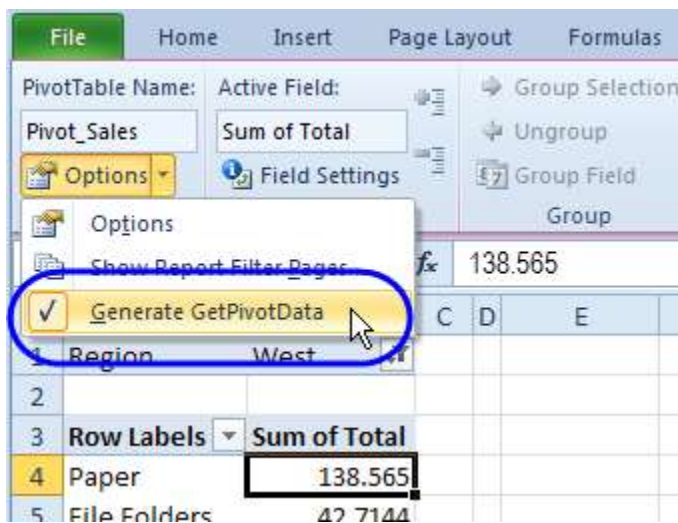 File Home Insert Page Layout Formulas
PivotTable Name: Active Field:
Group Selection
Pivot_Sales Sum of Total
Ungroup
Options Field Settings
Group Field
Options
Group
Show Report Filter Pages
fx 138.565
Generate GetPivotData
C D E
1 Region West
2
3 Row Labels Sum of Total
4 Paper 138.565
5 File Folders 42.7144